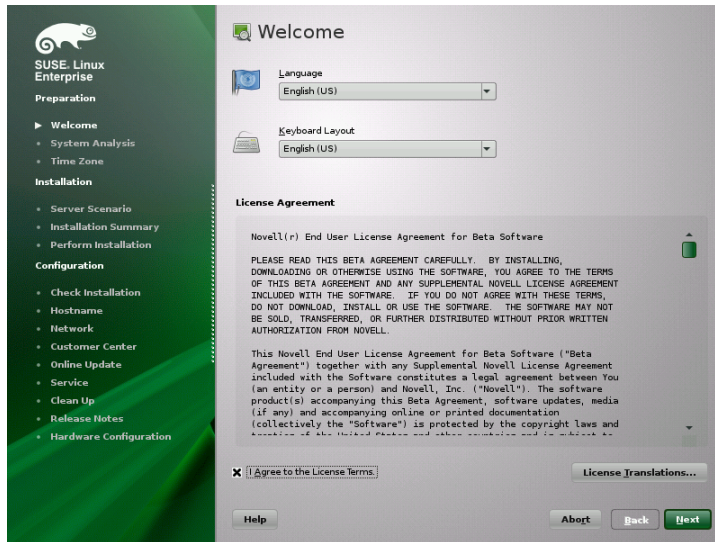 SUSE. Linux
Enterprise
Preparation
Welcome
System Analysis
Time Zone
Installation
Server Scenario
Installation Summary
Perform Installation
Configuration
Check Installation
Hostname
Network
Customer Center
Online Update
Service
Clean Up
Release Notes
Hardware Configuration
Welcome
Language
English (US)
Keyboard Layout
English (US)
License Agreement
Novell(r) End User License Agreement for Beta Software
PLEASE READ THIS BETA AGREEMENT CAREFULLY.  BY INSTALLING,
DOWNLOADING OR OTHERWISE USING THE SOFTWARE, YOU AGREE TO THE TERMS
OF THIS BETA AGREEMENT AND ANY SUPPLEMENTAL NOVELL LICENSE AGREEMENT
INCLUDED WITH THE SOFTWARE.  IF YOU DO NOT AGREE WITH THESE TERMS,
DO NOT DOWNLOAD, INSTALL OR USE THE SOFTWARE.  THE SOFTWARE MAY NOT
BE SOLD, TRANSFERRED, OR FURTHER DISTRIBUTED WITHOUT PRIOR WRITTEN
AUTHORIZATION FROM NOVELL.
This Novell End User License Agreement for Beta Software ("Beta
Agreement") together with any Supplemental Novell License Agreement
included with the Software constitutes a legal agreement between You
(an entity or a person) and Novell, Inc. ("Novell"). The software
product(s) accompanying this Beta Agreement, software updates, media
(if any) and accompanying online or printed documentation
(collectively the "Software") is protected by the copyright laws and
I Agree to the License Terms.
License Translations...
Help
Abort
Back
Next